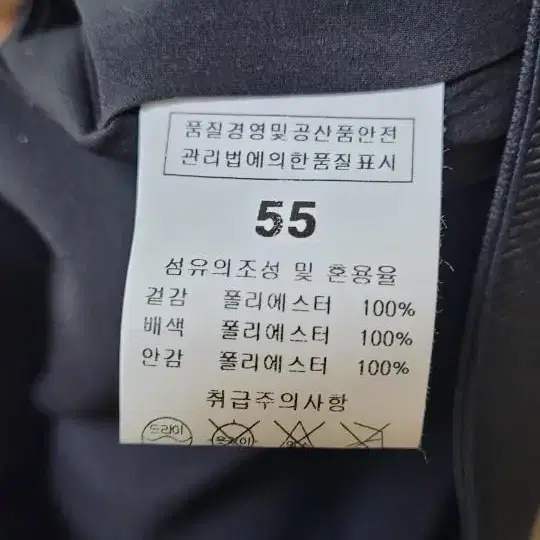 품질경영및공산품안전
관리법에의한품질표시
55
섬유의조성 및 혼용율
겉감 폴리에스터 100%
배색 폴리에스터 100%
안감 폴리에스터 100%
취급주의사항
드라이